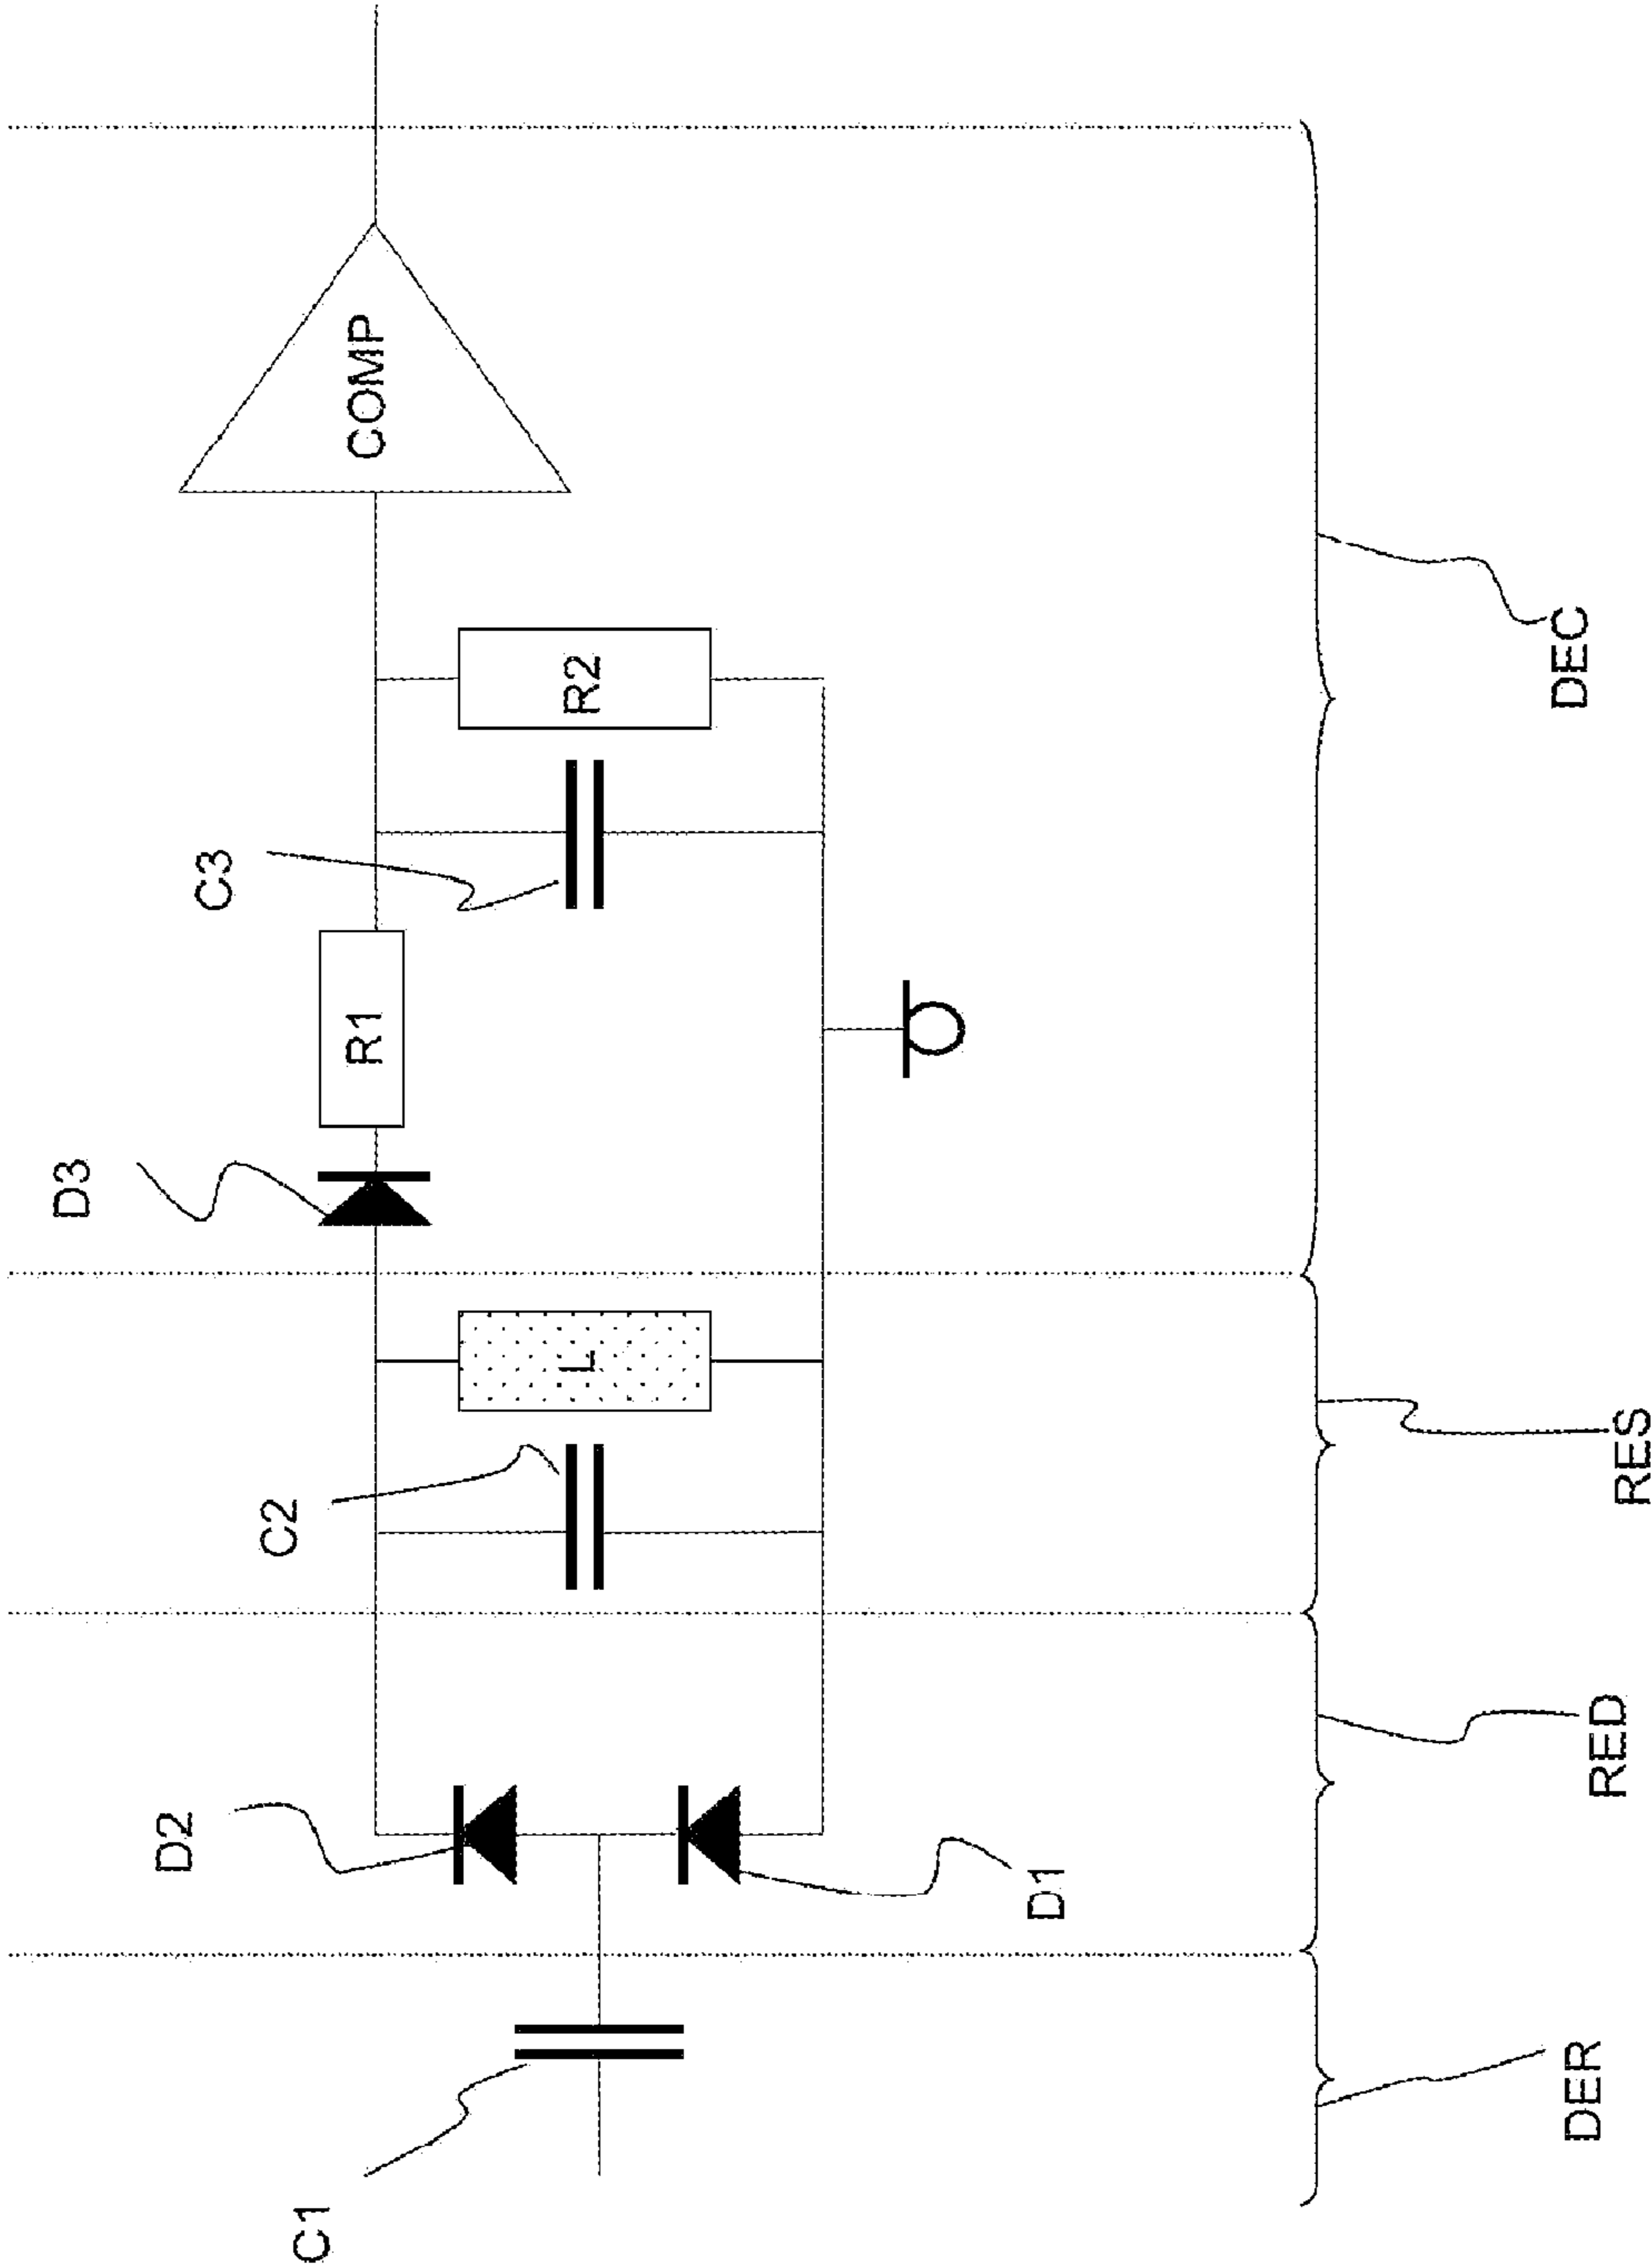 C1
D2
D1
C2
L
D3
R1
C3
R2
COMP
DER
RED
RES
DEC